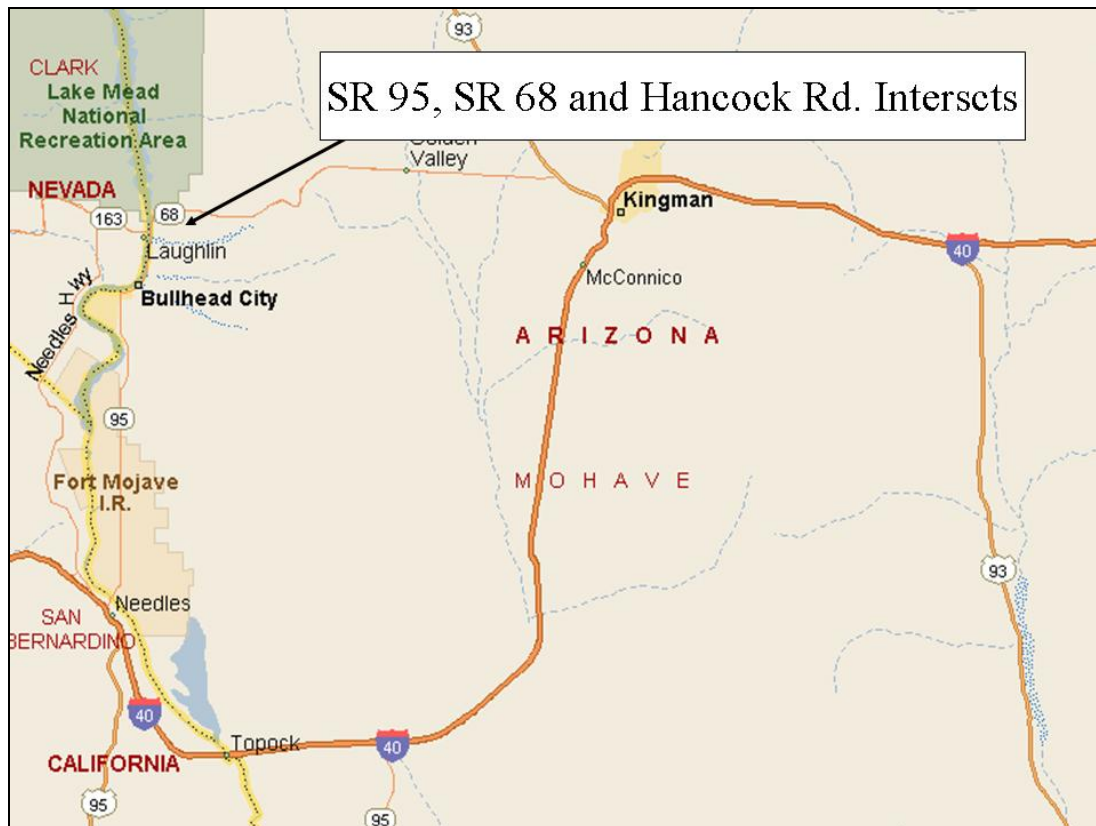 93
SR 95, SR 68 and Hancock Rd. Interscts
CLARK
Lake Mead
National
Recreation Area
Golden
Valley
NEVADA
163
68
Kingman
40
Laughlin
McConnico
Needles Hwy
Bullhead City
ARIZONA
95
MOHAVE
Fort Mojave
I.R.
93
Needles
SAN
BERNARDINO
40
Topock
40
CALIFORNIA
95
95